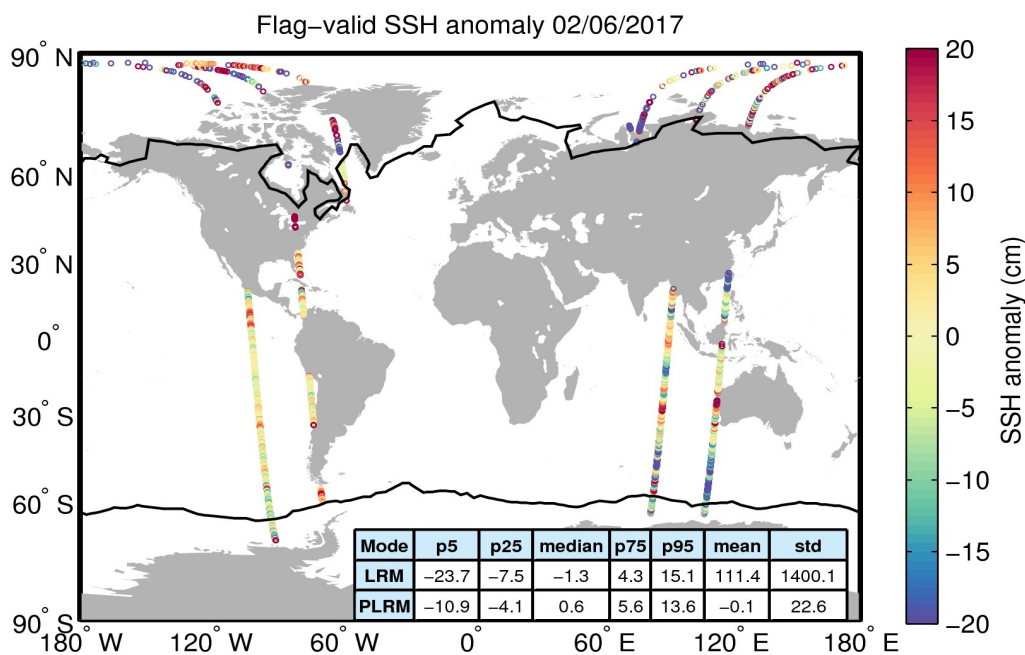 Flag−valid SSH anomaly 02/06/2017
90° N
60° N
30° N
0°
30° S
60° S
90° S
180° W
120° W
60° W
0°
60° E
120° E
180° E
Mode p5 p25 median p75 p95 mean std
LRM −23.7 −7.5 −1.3 4.3 15.1 111.4 1400.1
PLRM −10.9 −4.1 0.6 5.6 13.6 −0.1 22.6
20
15
10
5
0
−5
−10
−15
−20
SSH anomaly (cm)